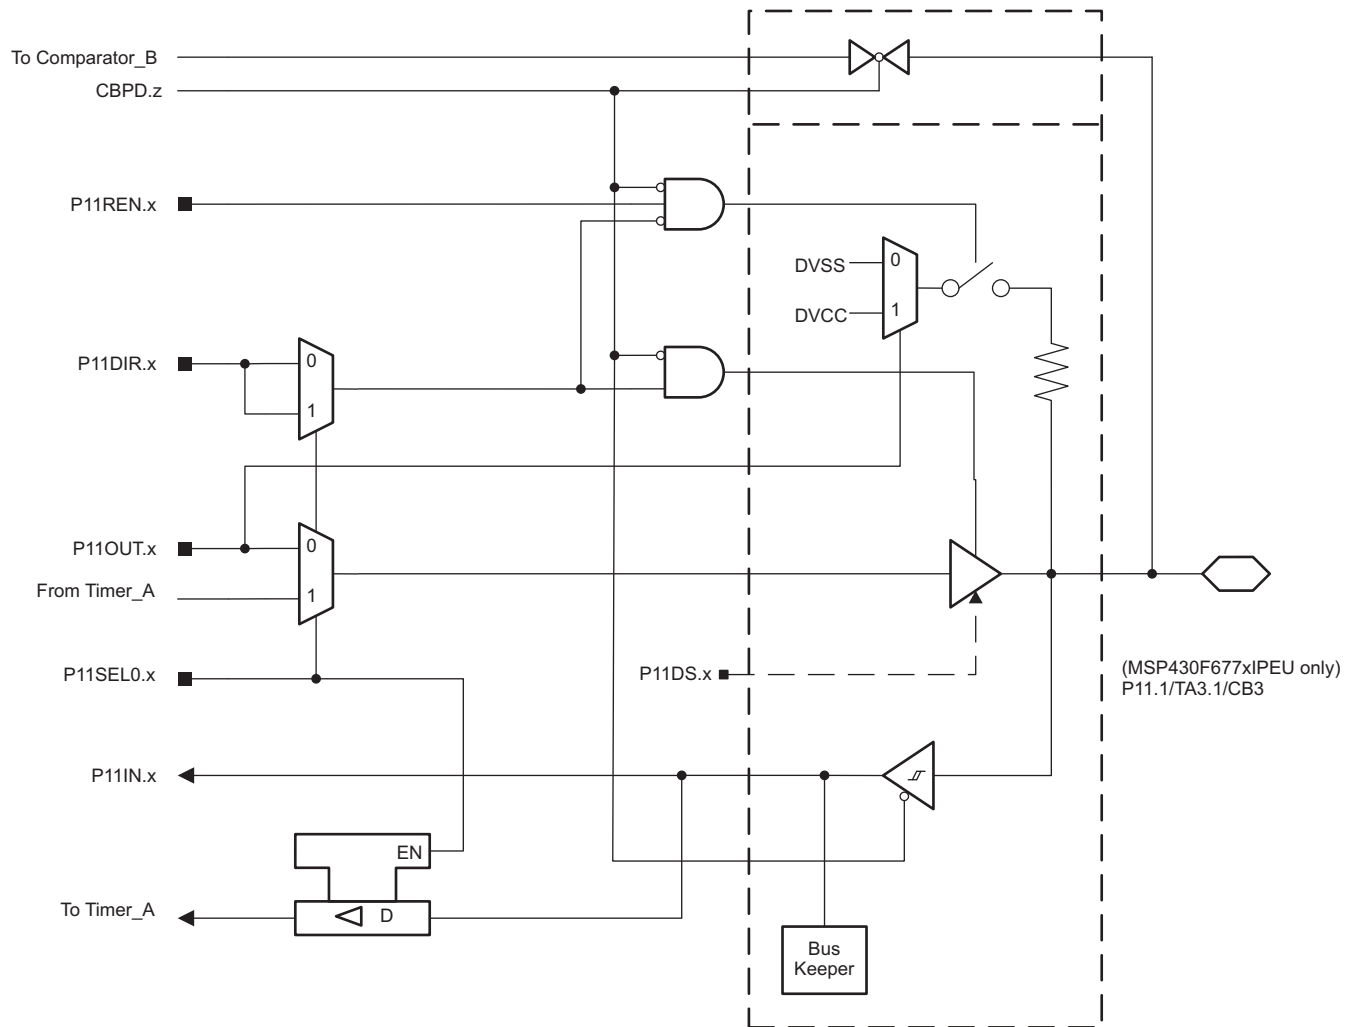 To Comparator_B
CBPD.z
P11REN.x
DVSS
0
DVCC
1
P11DIR.x
0
1
P11OUT.x
0
From Timer_A
1
P11SEL0.x
P11DS.x
(MSP430F677xIPEU only)
P11.1/TA3.1/CB3
P11IN.x
EN
To Timer_A
D
Bus
Keeper